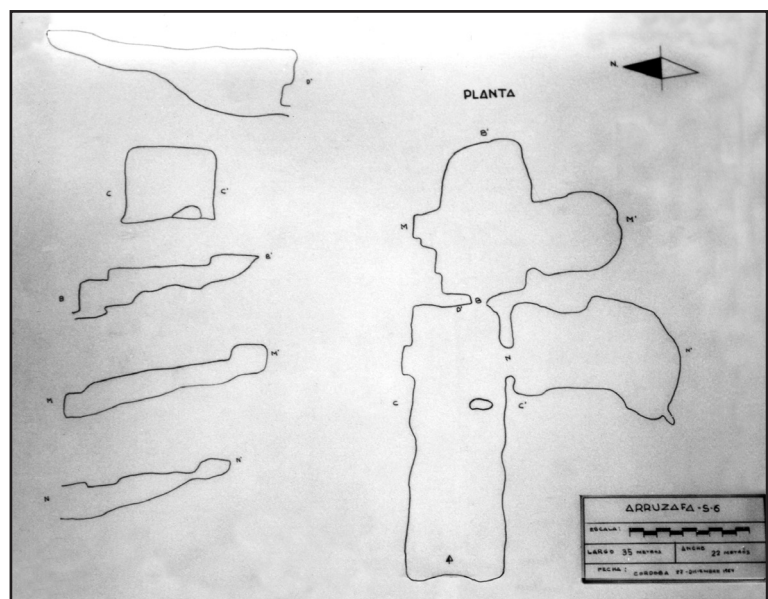 PLANTA
N.
D'
C
C'
B
B'
M
M'
N
N'
B'
M
M'
D'
B
N
N'
C
C'
A
ARRUZAFA-S-6
ESCALA:
LARGO 35 METROS
ANCHO 22 METROS
FECHA: CORDOBA